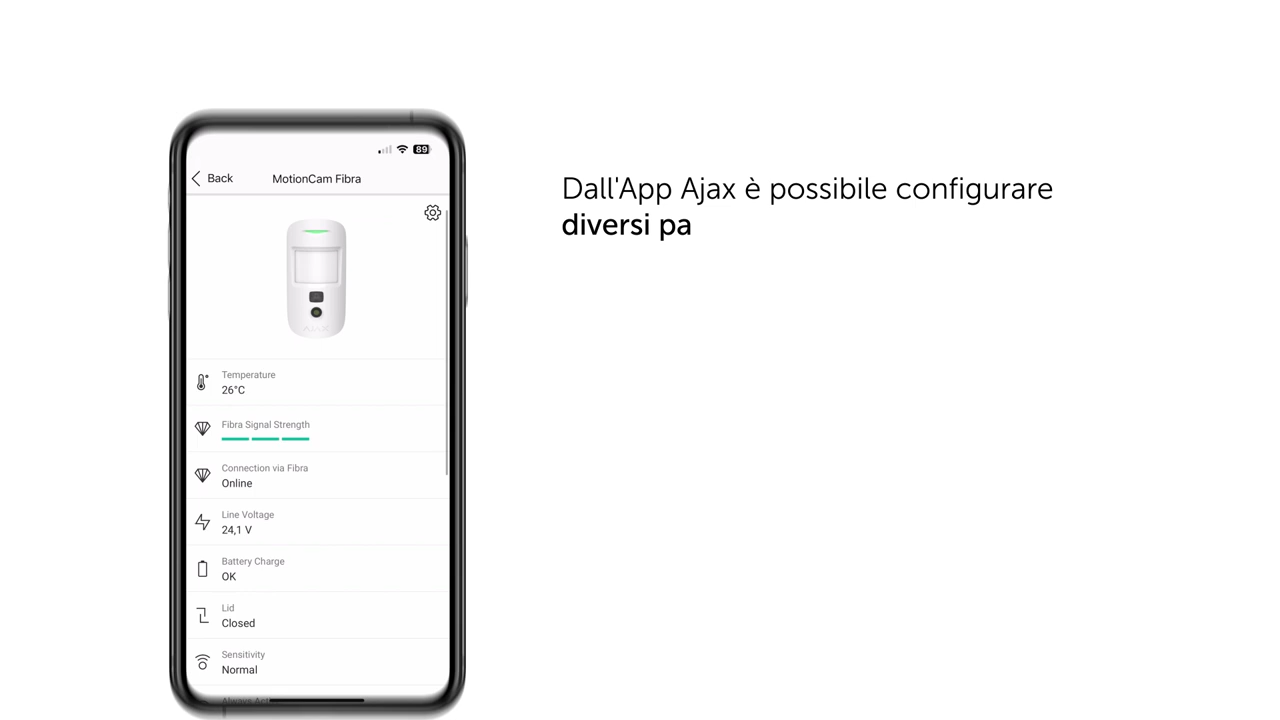 89
Back
MotionCam Fibra
AJAX
Temperature
26°C
Fibra Signal Strength
Connection via Fibra
Online
Line Voltage
24,1 V
Battery Charge
OK
Lid
Closed
Sensitivity
Normal
Dall'App Ajax è possibile configurare
diversi pa